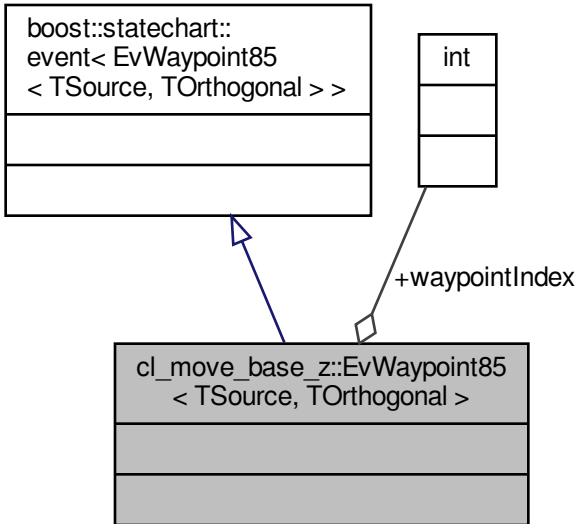 boost::statechart::
event< EvWaypoint85
< TSource, TOrthogonal > >
int
+waypointIndex
cl_move_base_z::EvWaypoint85
< TSource, TOrthogonal >